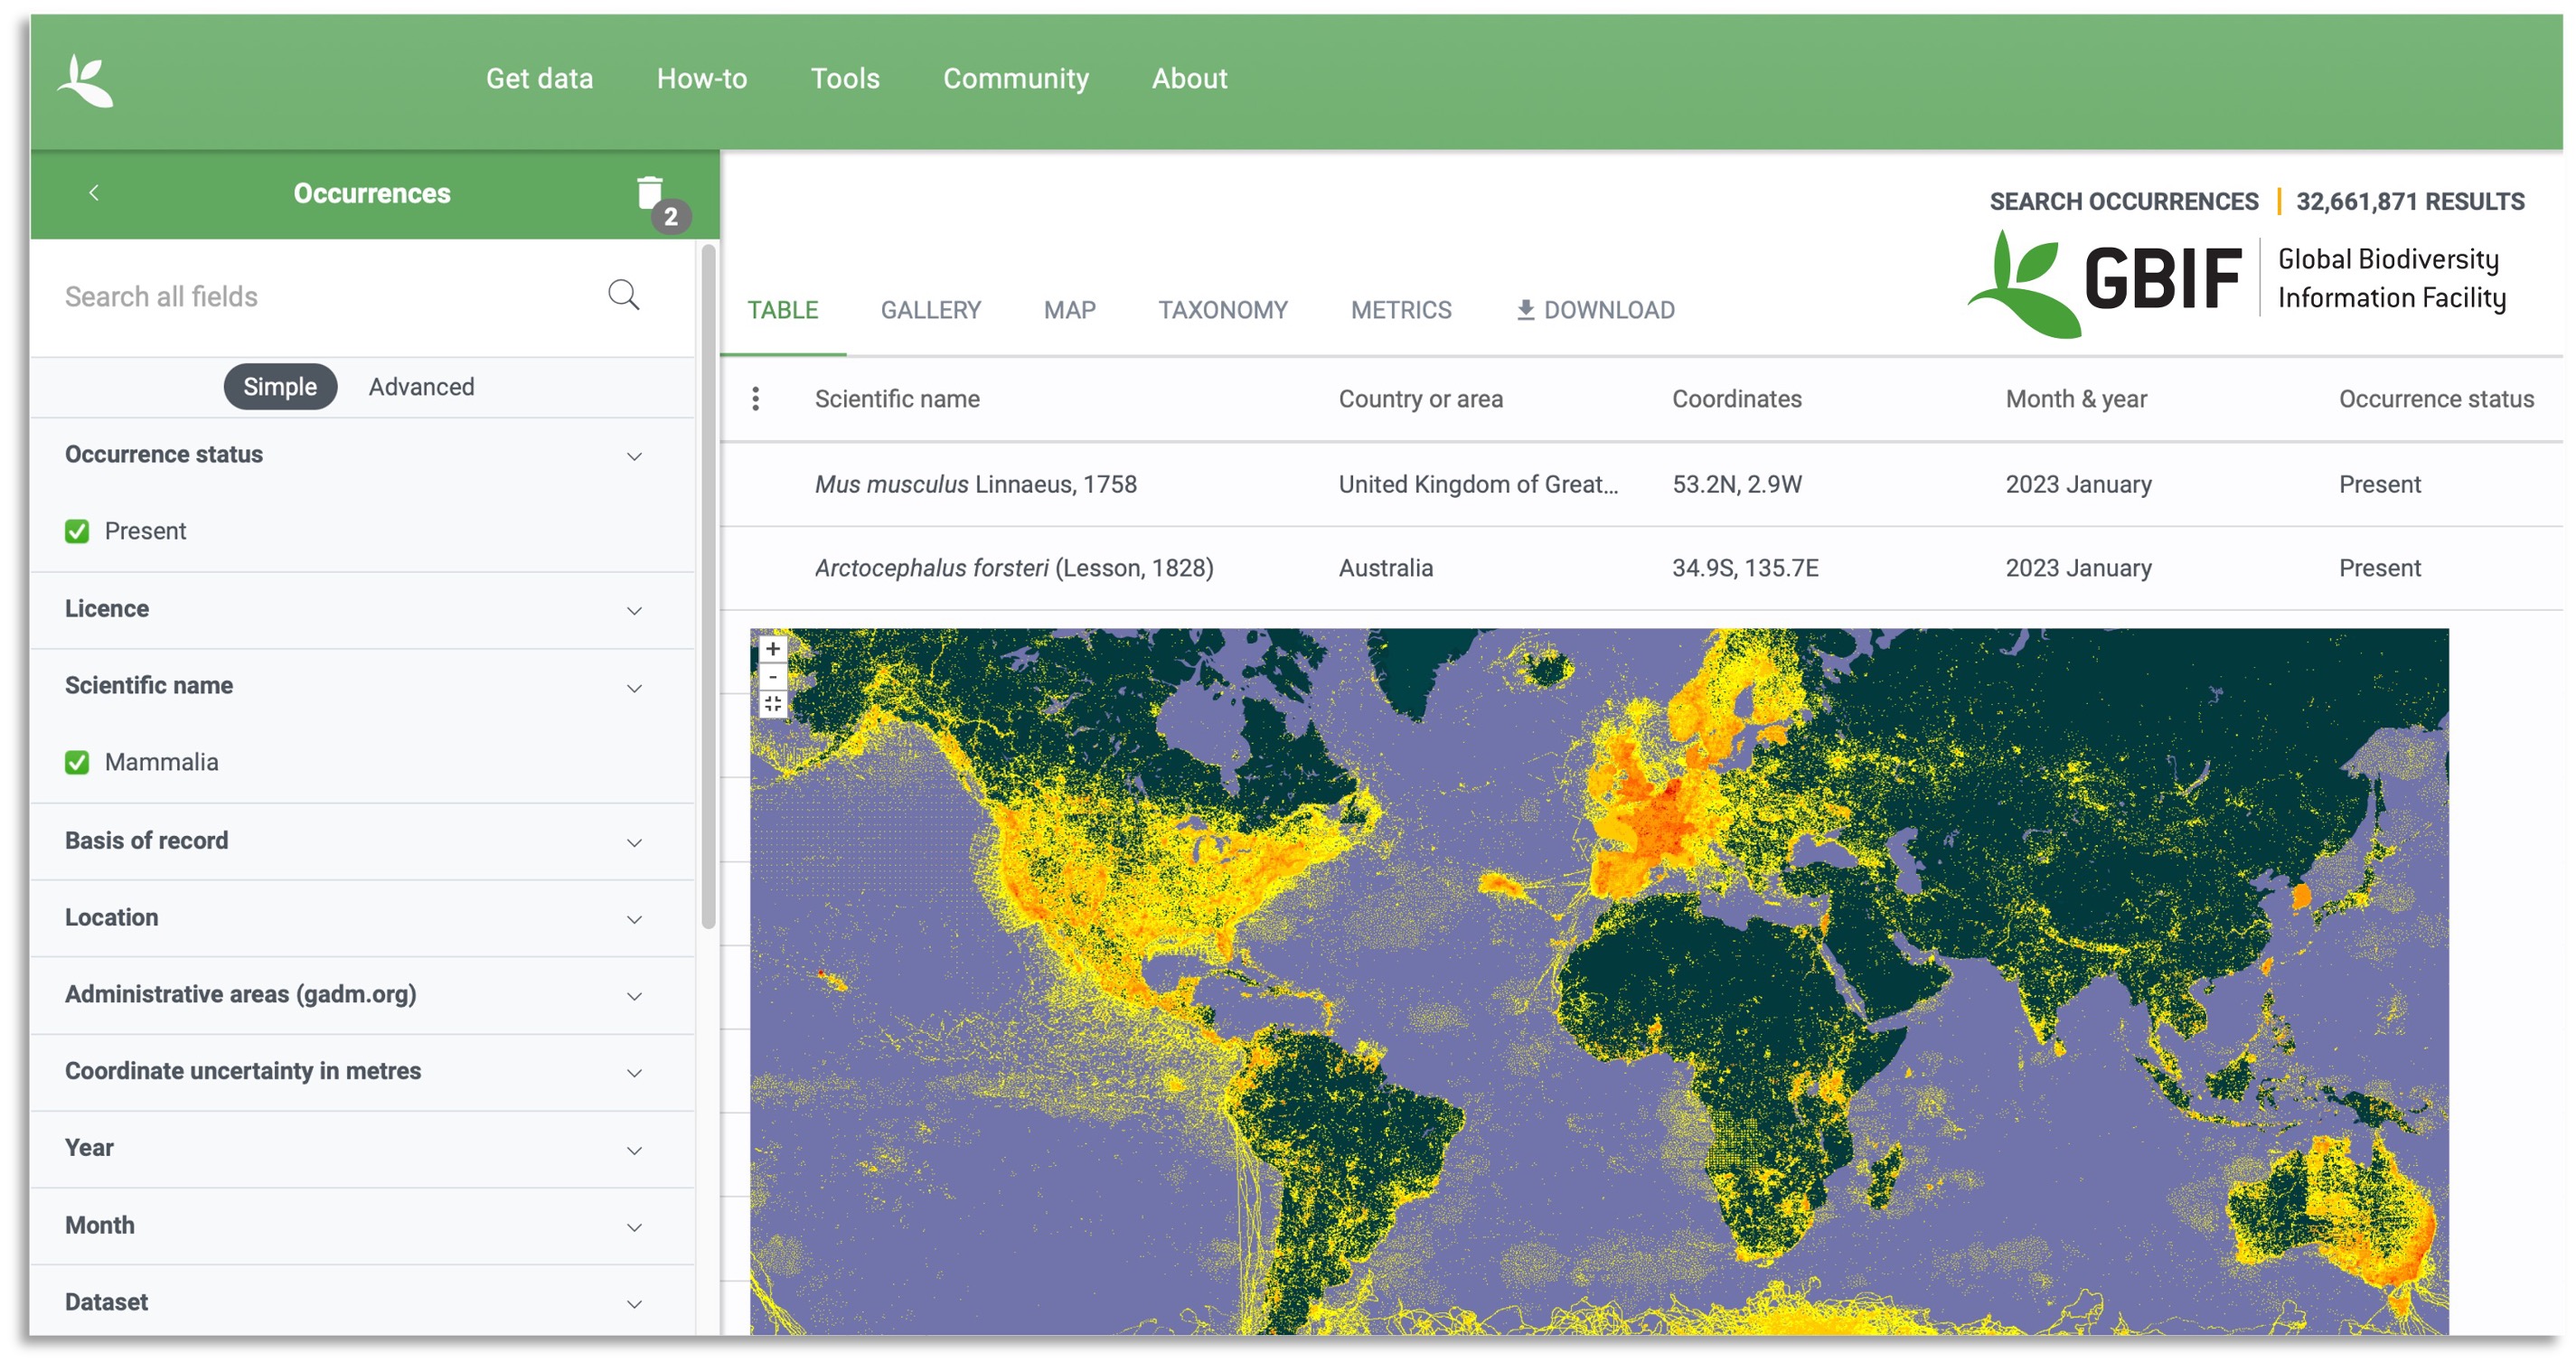 Get data How-to Tools Community About
Occurrences
2
Search all fields
Simple Advanced
Occurrence status
Present
Licence
Scientific name
Mammalia
Basis of record
Location
Administrative areas (gadm.org)
Coordinate uncertainty in metres
Year
Month
Dataset
SEARCH OCCURRENCES | 32,661,871 RESULTS
GBIF
Global Biodiversity
Information Facility
TABLE GALLERY MAP TAXONOMY METRICS DOWNLOAD
Scientific name Country or area Coordinates Month & year Occurrence status
Mus musculus Linnaeus, 1758 United Kingdom of Great... 53.2N, 2.9W 2023 January Present
Arctocephalus forsteri (Lesson, 1828) Australia 34.9S, 135.7E 2023 January Present
+
-